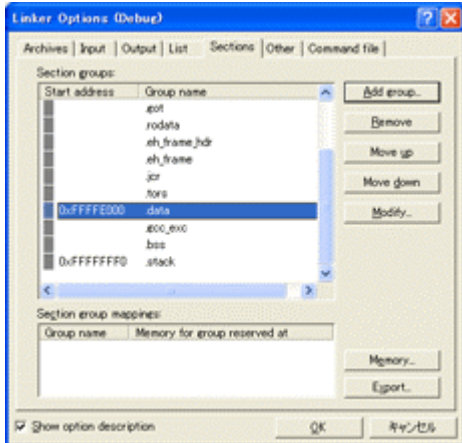 Linker Options (Debug)
Archives Input Output List Sections Other Command file
Section groups:
Start address Group name
.got
.rodata
.eh_frame_hdr
.eh_frame
.jcr
.tors
0xFFFFE000 .data
.gcc_exc
.bss
0xFFFFFFF0 .stack
Add group...
Remove
Move up
Move down
Modify...
Section group mappings:
Group name Memory for group reserved at
Memory...
Export...
Show option description
OK キャンセル